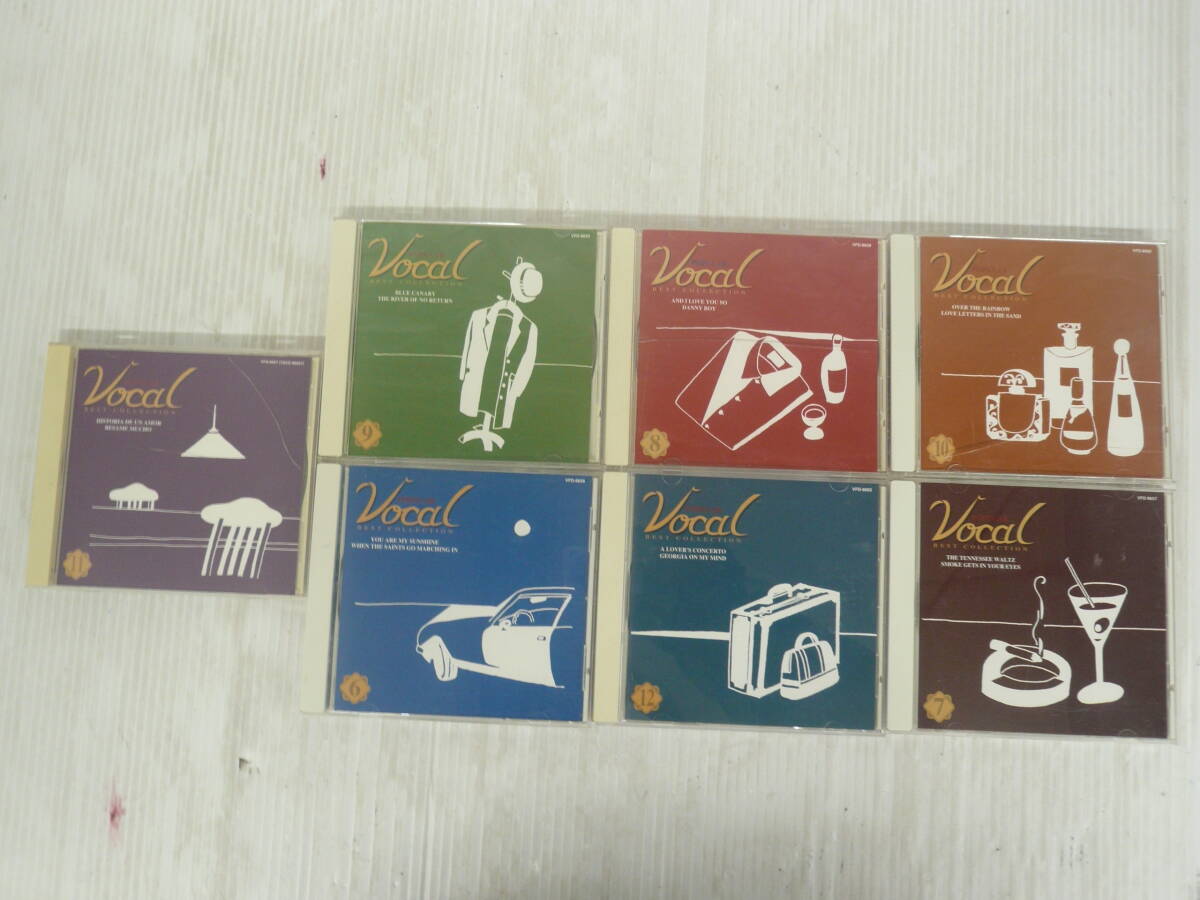 Vocal
BEST COLLECTION
HISTORIA DE UN AMOR
BESAME MUCHO
11
Vocal
BEST COLLECTION
BLUE CANARY
THE RIVER OF NO RETURN
9
Vocal
BEST COLLECTION
AND I LOVE YOU SO
DANNY BOY
8
Vocal
BEST COLLECTION
OVER THE RAINBOW
LOVE LETTERS IN THE SAND
10
Vocal
BEST COLLECTION
YOU ARE MY SUNSHINE
WHEN THE SAINTS GO MARCHING IN
6
Vocal
BEST COLLECTION
A LOVER'S CONCERTO
GEORGIA ON MY MIND
12
Vocal
BEST COLLECTION
THE TENNESSEE WALTZ
SMOKE GETS IN YOUR EYES
7